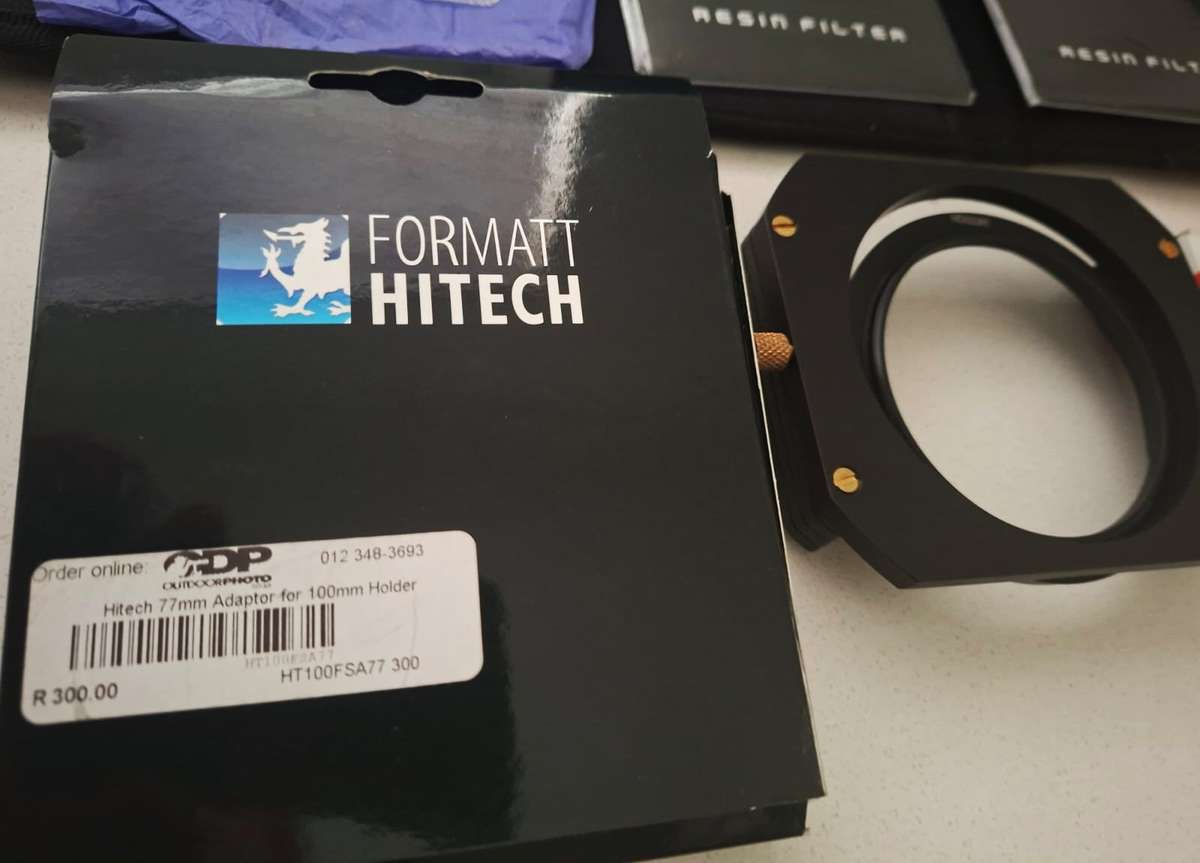 RESIN FILTER
RESIN FILT
FORMATT
HITECH
Order online: ODP 012 348-3693
OUTDOORPHOTO
Hitech 77mm Adaptor for 100mm Holder
HT100FSA77
HT100FSA77 300
R 300.00